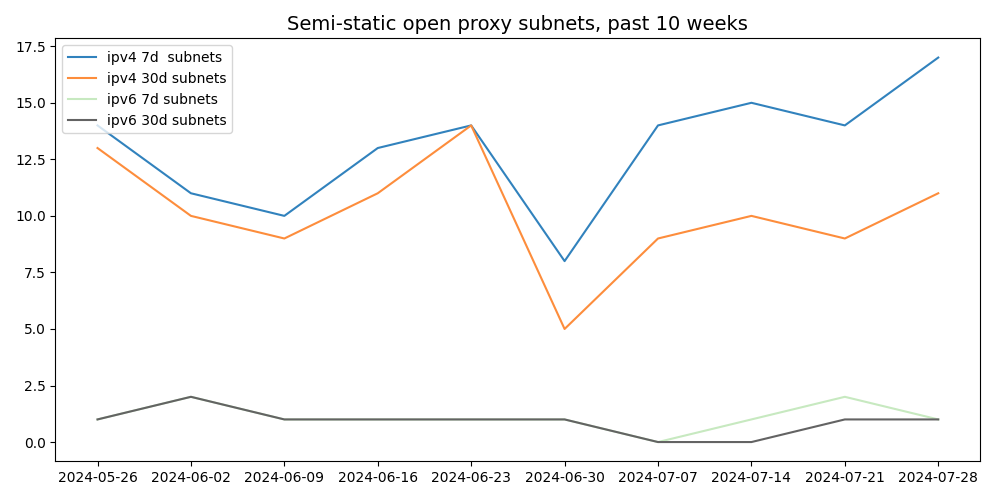 Semi-static open proxy subnets, past 10 weeks
17.5
15.0
12.5
10.0
7.5
5.0
2.5
0.0
ipv4 7d  subnets
ipv4 30d subnets
ipv6 7d subnets
ipv6 30d subnets
2024-05-26 2024-06-02 2024-06-09 2024-06-16 2024-06-23 2024-06-30 2024-07-07 2024-07-14 2024-07-21 2024-07-28